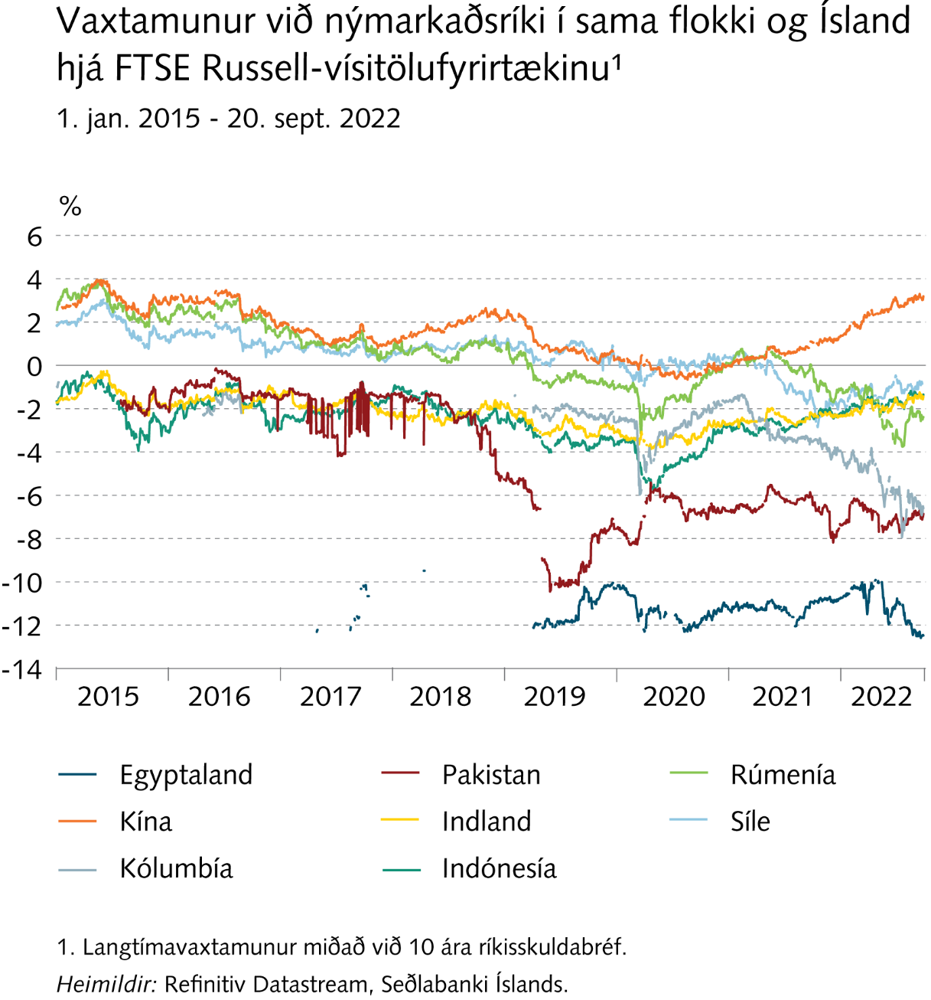 Vaxtamunur við nýmarkaðsríki í sama flokki og Ísland
hjá FTSE Russell-vísitölufyrirtækinu¹
1. jan. 2015 - 20. sept. 2022
%
6
4
2
0
-2
-4
-6
-8
-10
-12
-14
2015 2016 2017 2018 2019 2020 2021 2022
Egyptaland Pakistan Rúmenía
Kína Indland Síle
Kólumbía Indónesía
1. Langtímavaxtamunur miðað við 10 ára ríkisskuldabréf.
Heimildir: Refinitiv Datastream, Seðlabanki Íslands.